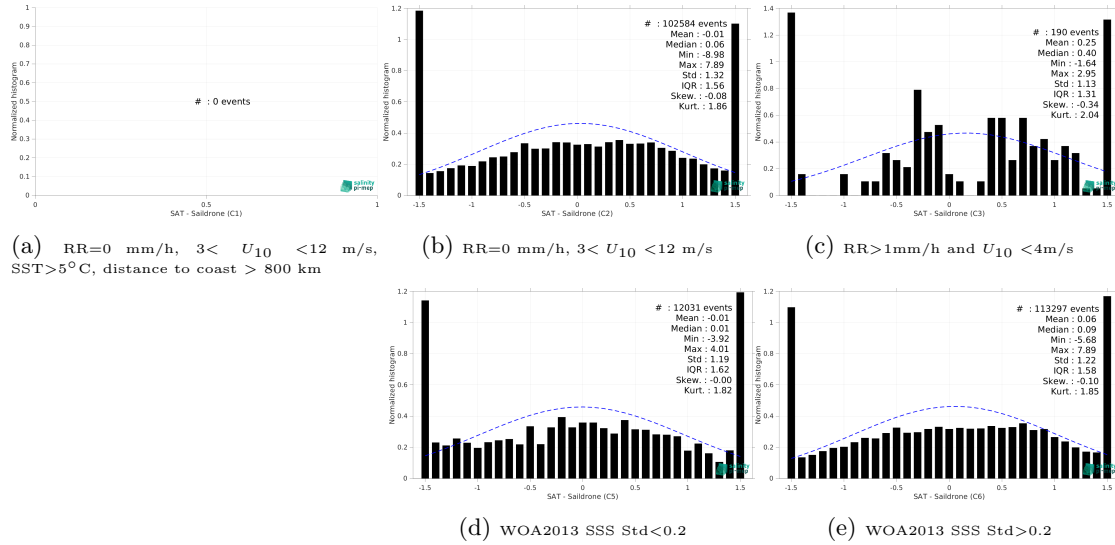 1
0.9
0.8
0.7
0.6
0.5
0.4
0.3
0.2
0.1
0
Normalized histogram
# : 0 events
0 0.5 1
SAT - Saildrone (C1)
salinity
pi-mep
(a) RR=0 mm/h, 3< U10 <12 m/s,
SST>5°C, distance to coast > 800 km
1.2
1
0.8
0.6
0.4
0.2
0
Normalized histogram
# : 102584 events
Mean : -0.01
Median : 0.06
Min : -8.98
Max : 7.89
Std : 1.32
IQR : 1.56
Skew. : -0.08
Kurt. : 1.86
-1.5 -1 -0.5 0 0.5 1 1.5
SAT - Saildrone (C2)
salinity
pi-mep
(b) RR=0 mm/h, 3< U10 <12 m/s
1.4
1.2
1
0.8
0.6
0.4
0.2
0
Normalized histogram
# : 190 events
Mean : 0.25
Median : 0.40
Min : -1.64
Max : 2.95
Std : 1.13
IQR : 1.31
Skew. : -0.34
Kurt. : 2.04
-1.5 -1 -0.5 0 0.5 1 1.5
SAT - Saildrone (C3)
salinity
pi-mep
(c) RR>1mm/h and U10 <4m/s
1.2
1
0.8
0.6
0.4
0.2
0
Normalized histogram
# : 12031 events
Mean : -0.01
Median : 0.01
Min : -3.92
Max : 4.01
Std : 1.19
IQR : 1.62
Skew. : -0.00
Kurt. : 1.82
-1.5 -1 -0.5 0 0.5 1 1.5
SAT - Saildrone (C5)
salinity
pi-mep
(d) WOA2013 SSS Std<0.2
1.2
1
0.8
0.6
0.4
0.2
0
Normalized histogram
# : 113297 events
Mean : 0.06
Median : 0.09
Min : -5.68
Max : 7.89
Std : 1.22
IQR : 1.58
Skew. : -0.10
Kurt. : 1.85
-1.5 -1 -0.5 0 0.5 1 1.5
SAT - Saildrone (C6)
salinity
pi-mep
(e) WOA2013 SSS Std>0.2